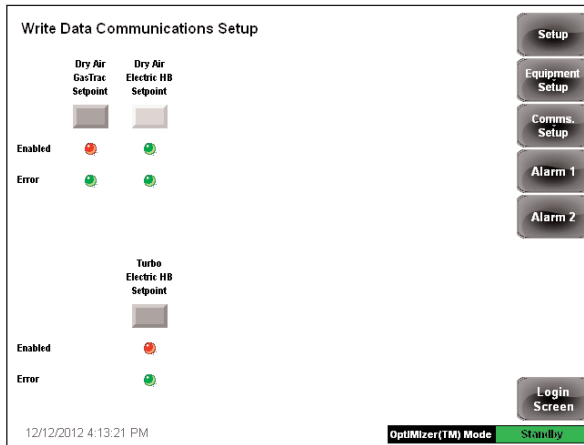 Write Data Communications Setup
Setup
Dry Air Dry Air
GasTrac Electric HB
Setpoint Setpoint
Equipment
Setup
Comms.
Setup
Enabled
Alarm 1
Error
Alarm 2
Turbo
Electric HB
Setpoint
Enabled
Error
Login
Screen
12/12/2012 4:13:21 PM
OptiMIzer(TM) Mode Standby